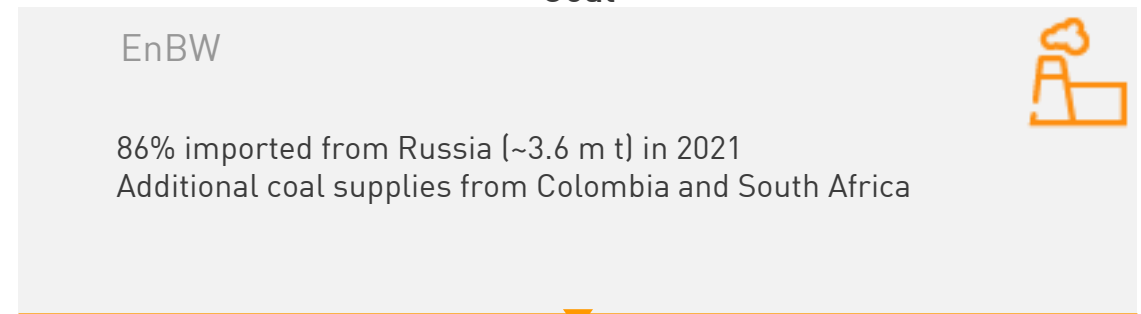 EnBW
86% imported from Russia (~3.6 m t) in 2021
Additional coal supplies from Colombia and South Africa